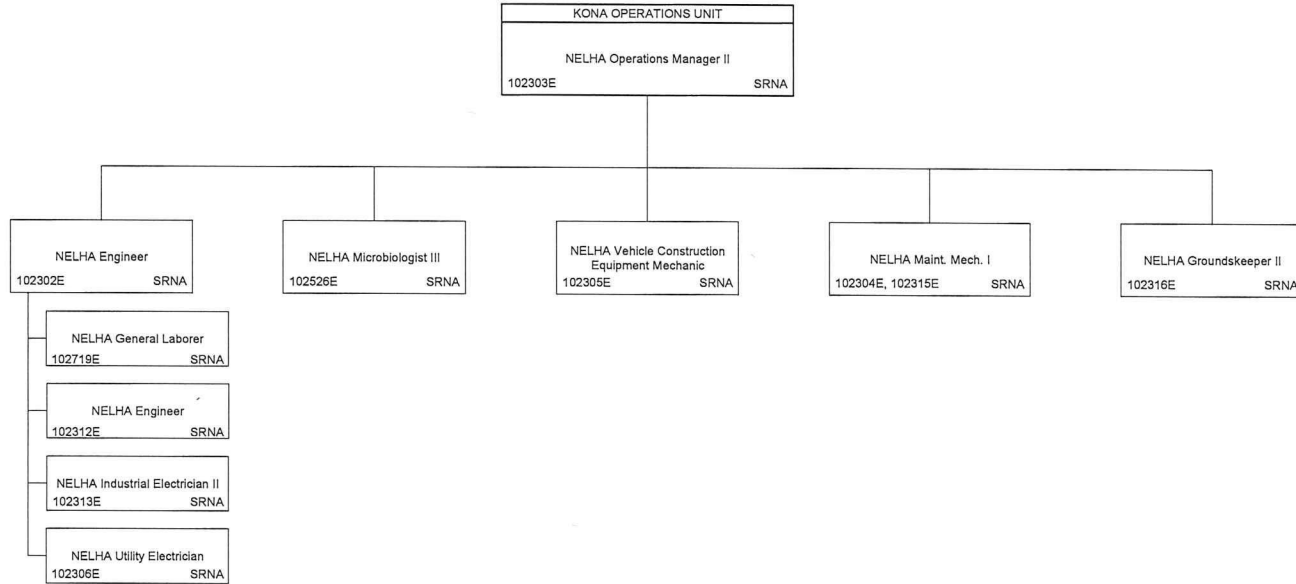 KONA OPERATIONS UNIT
NELHA Operations Manager II
102303E SRNA
NELHA Engineer
102302E SRNA
NELHA Microbiologist III
102526E SRNA
NELHA Vehicle Construction
Equipment Mechanic
102305E SRNA
NELHA Maint. Mech. I
102304E, 102315E SRNA
NELHA Groundskeeper II
102316E SRNA
NELHA General Laborer
102719E SRNA
NELHA Engineer
102312E SRNA
NELHA Industrial Electrician II
102313E SRNA
NELHA Utility Electrician
102306E SRNA